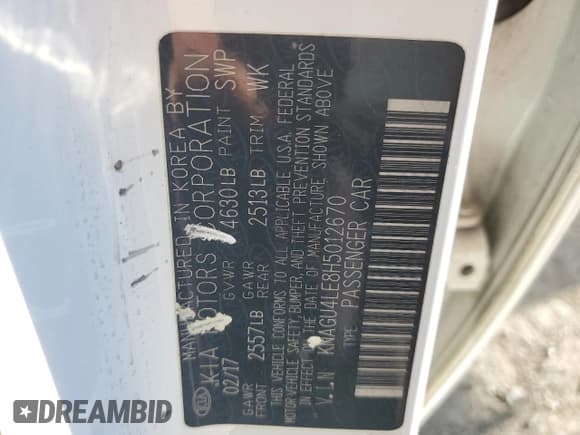 KIA
MANUFACTURED IN KOREA BY
KIA MOTORS CORPORATION
02/17 GVWR 4630LB PAINT SWP
GAWR FRONT 2557LB GAWR REAR 2513LB TRIM WK
THIS VEHICLE CONFORMS TO ALL APPLICABLE U.S.A. FEDERAL
MOTOR VEHICLE SAFETY, BUMPER, AND THEFT PREVENTION STANDARDS
IN EFFECT ON THE DATE OF MANUFACTURE SHOWN ABOVE
V.I.N KNAGU4LE8H5012670
TYPE PASSENGER CAR
DREAMBID